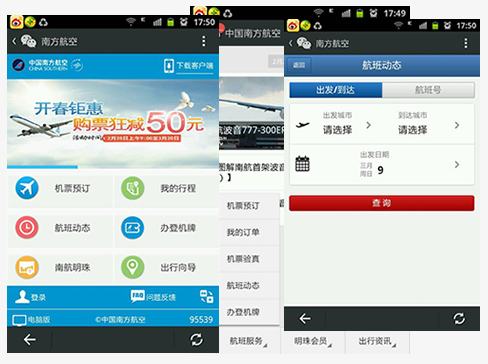 17:50
南方航空
中国南方航空
CHINA SOUTHERN
下载客户端
开春钜惠
购票狂减50元
机票预订
我的行程
航班动态
办登机牌
南航明珠
出行向导
登录
FAQ 问题反馈
电脑版
©中国南方航空
95539
17:49
中国南方航空
航波音777-300ER
图解南航首架波音
)】
机票预订
我的订单
机票验真
航班动态
办登机牌
航班服务
明珠会员
出行资讯
17:50
南方航空
返回
航班动态
出发/到达
航班号
出发城市
到达城市
请选择
请选择
出发日期
三月
周日
9
查 询